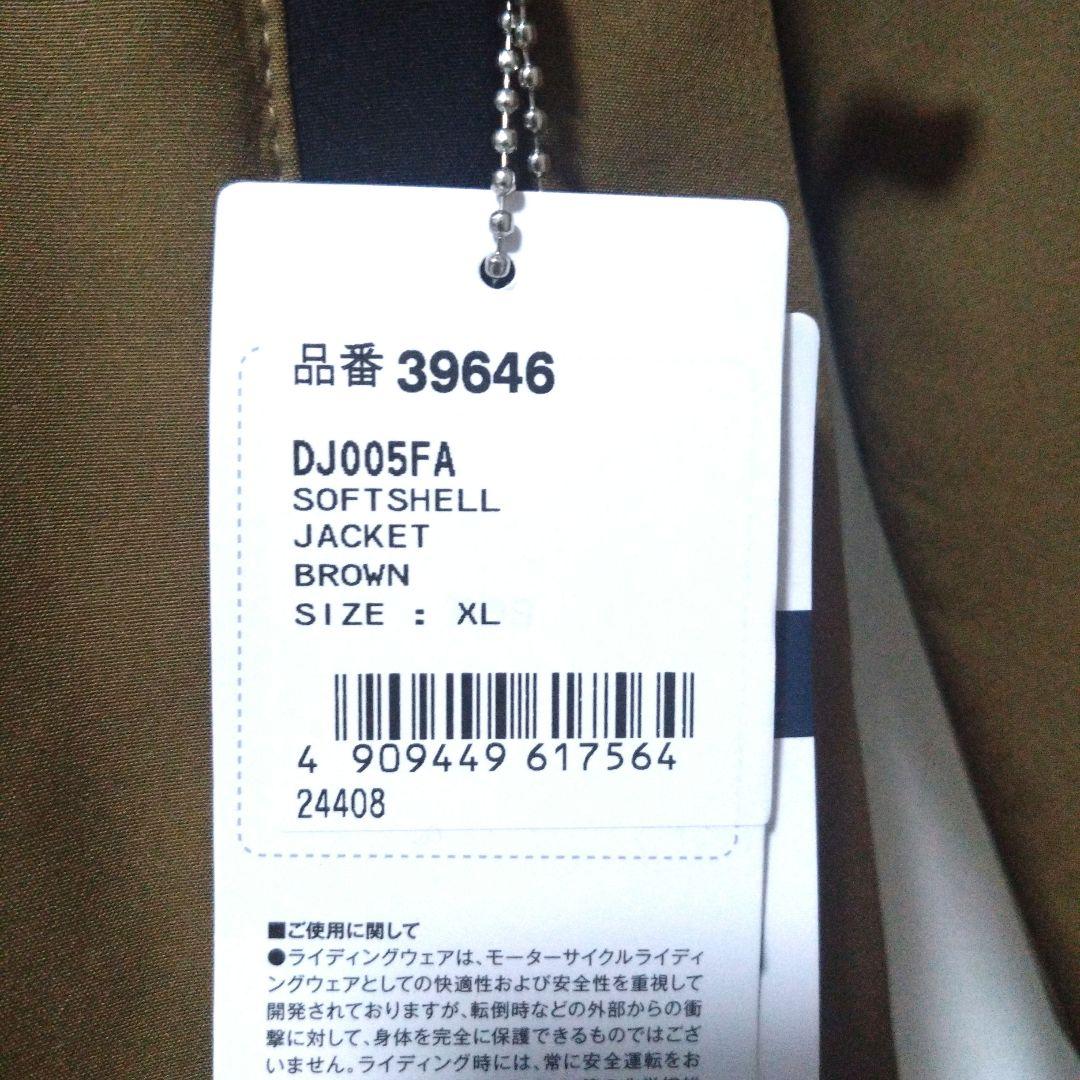 品番 39646
DJ005FA
SOFTSHELL
JACKET
BROWN
SIZE : XL
4 909449 617564
24408
■ご使用に関して
●ライディングウェアは、モーターサイクルライディ
ングウェアとしての快適性および安全性を重視して
開発されておりますが、転倒時などの外部からの衝
撃に対して、身体を完全に保護できるものではござ
いません。ライディング時には、常に安全運転をお